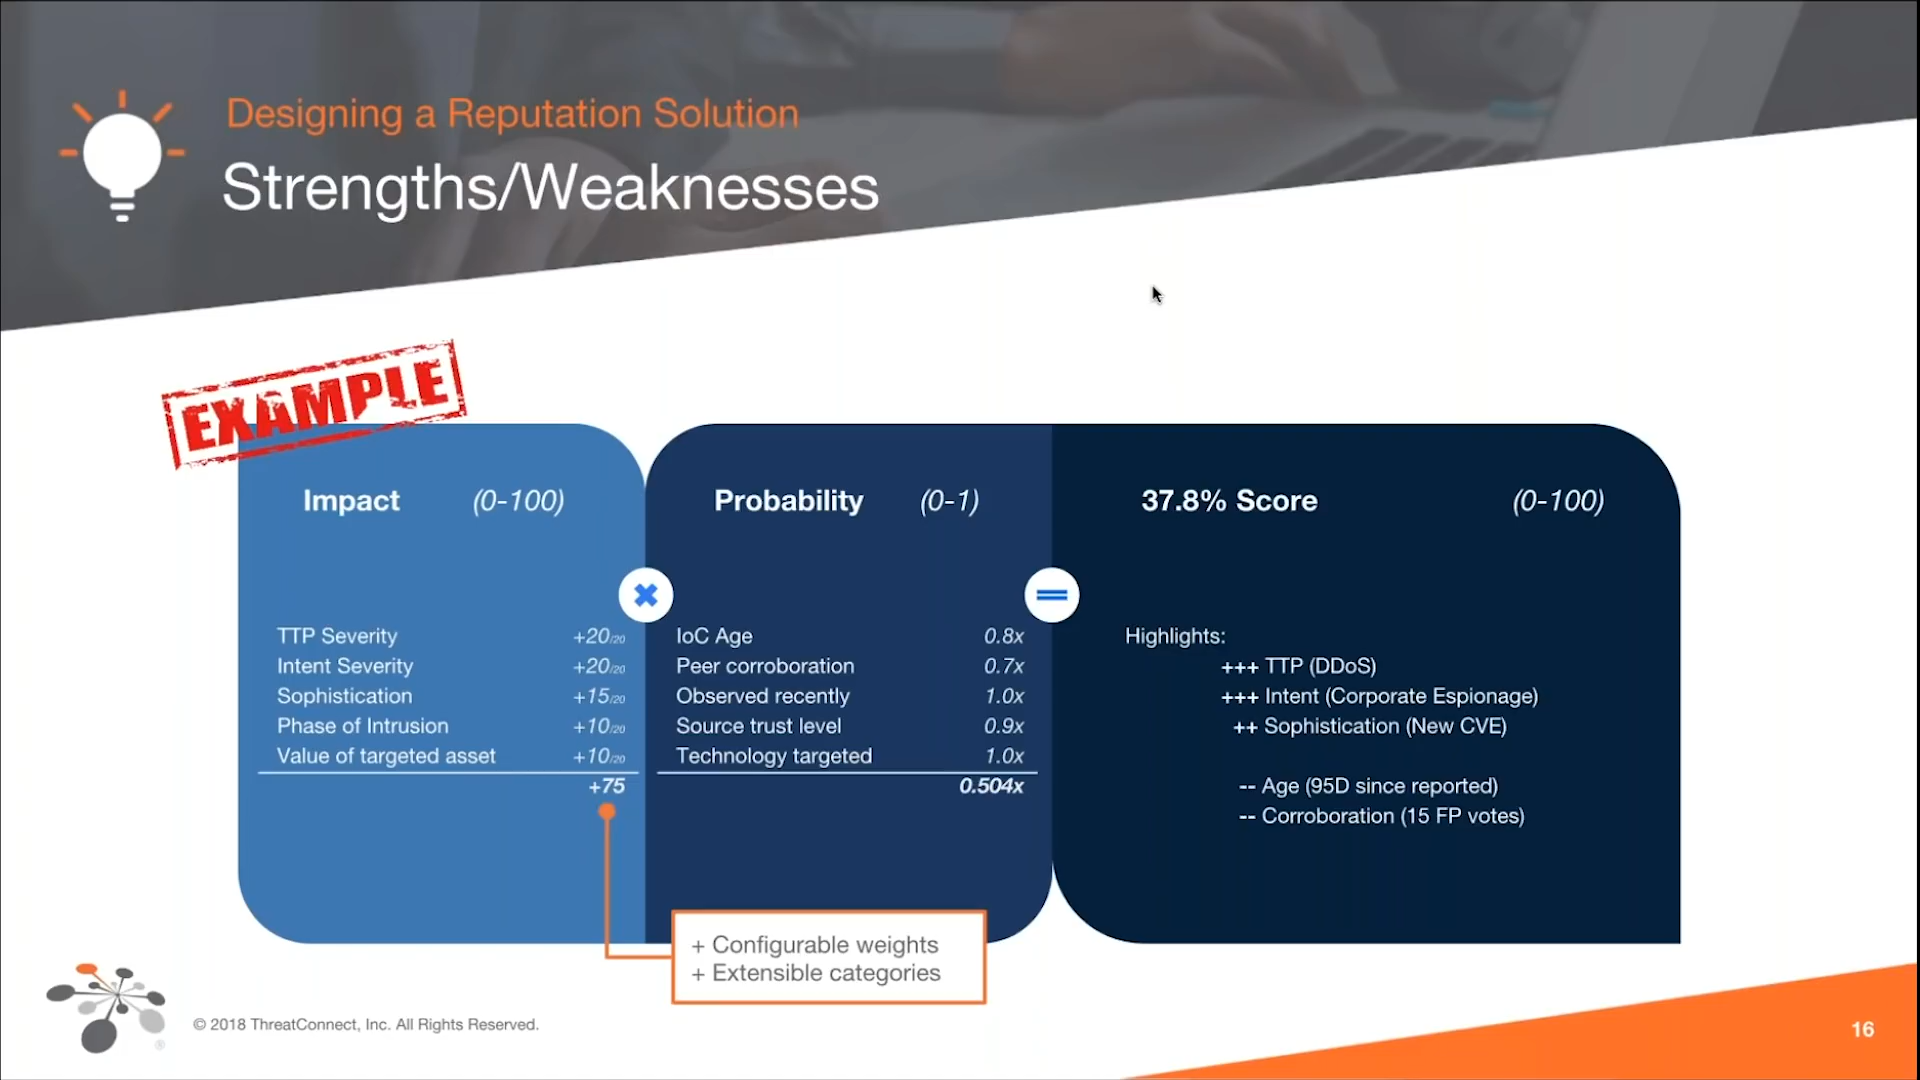 Designing a Reputation Solution
Strengths/Weaknesses
EXAMPLE
Impact (0-100)
TTP Severity +20/20
Intent Severity +20/20
Sophistication +15/20
Phase of Intrusion +10/20
Value of targeted asset +10/20
+75
Probability (0-1)
IoC Age 0.8x
Peer corroboration 0.7x
Observed recently 1.0x
Source trust level 0.9x
Technology targeted 1.0x
0.504x
37.8% Score (0-100)
Highlights:
+++ TTP (DDoS)
+++ Intent (Corporate Espionage)
++ Sophistication (New CVE)
-- Age (95D since reported)
-- Corroboration (15 FP votes)
+ Configurable weights
+ Extensible categories
© 2018 ThreatConnect, Inc. All Rights Reserved.
16